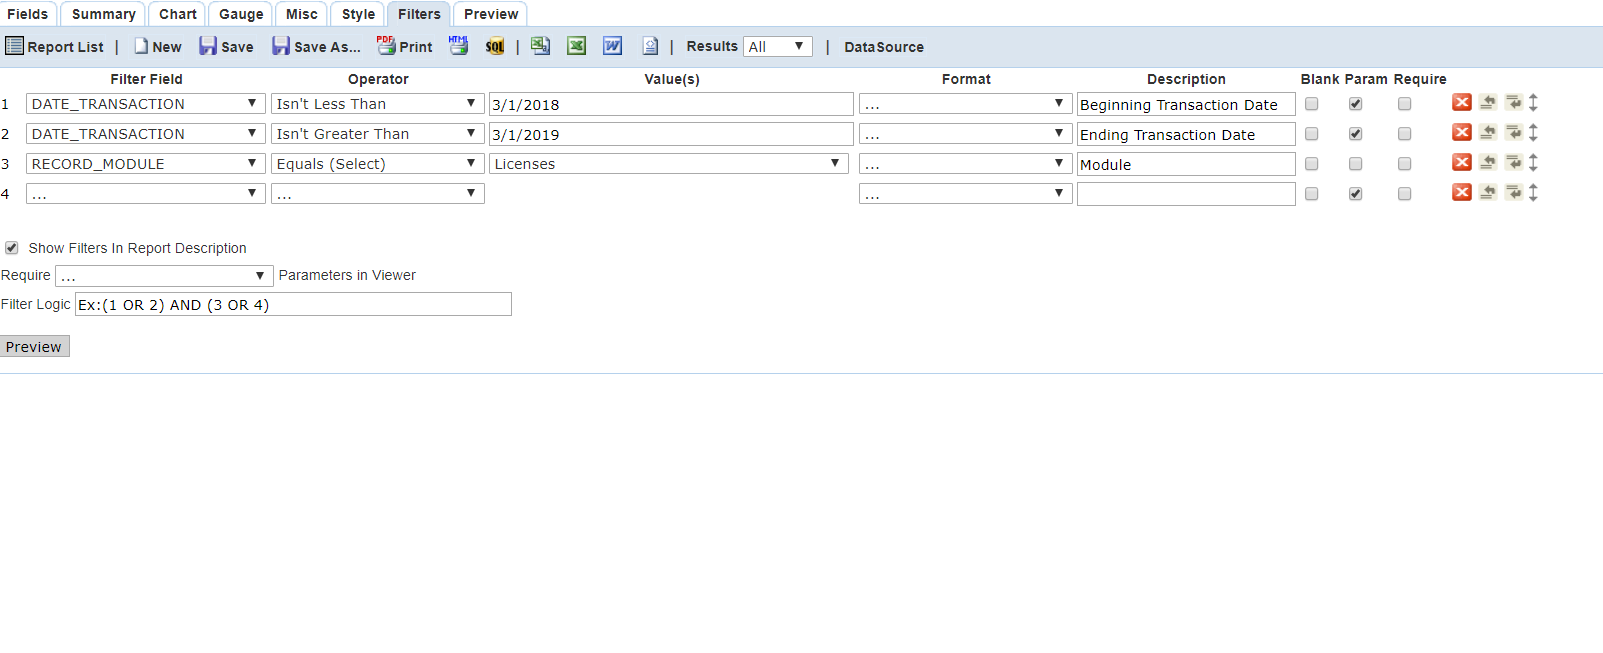 Fields Summary Chart Gauge Misc Style Filters Preview
Report List | New Save Save As... PDF Print HTML SQL | | Results All | DataSource
Filter Field Operator Value(s) Format Description Blank Param Require
1 DATE_TRANSACTION Isn't Less Than 3/1/2018 ... Beginning Transaction Date
2 DATE_TRANSACTION Isn't Greater Than 3/1/2019 ... Ending Transaction Date
3 RECORD_MODULE Equals (Select) Licenses ... Module
4 ... ... ...
Show Filters In Report Description
Require ... Parameters in Viewer
Filter Logic Ex:(1 OR 2) AND (3 OR 4)
Preview